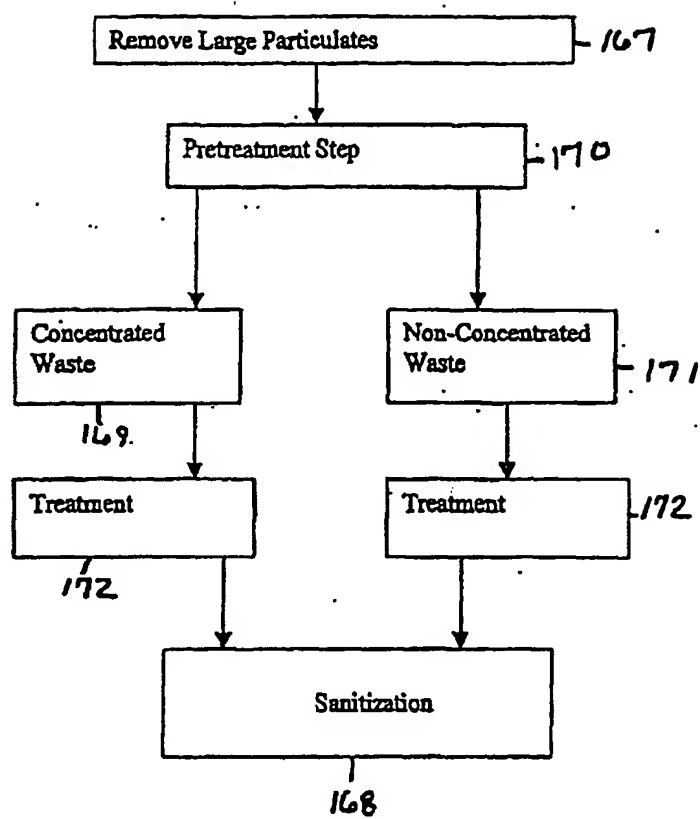 Remove Large Particulates
167
Pretreatment Step
170
Concentrated
Waste
169.
Non-Concentrated
Waste
171
Treatment
172
Treatment
172
Sanitization
168